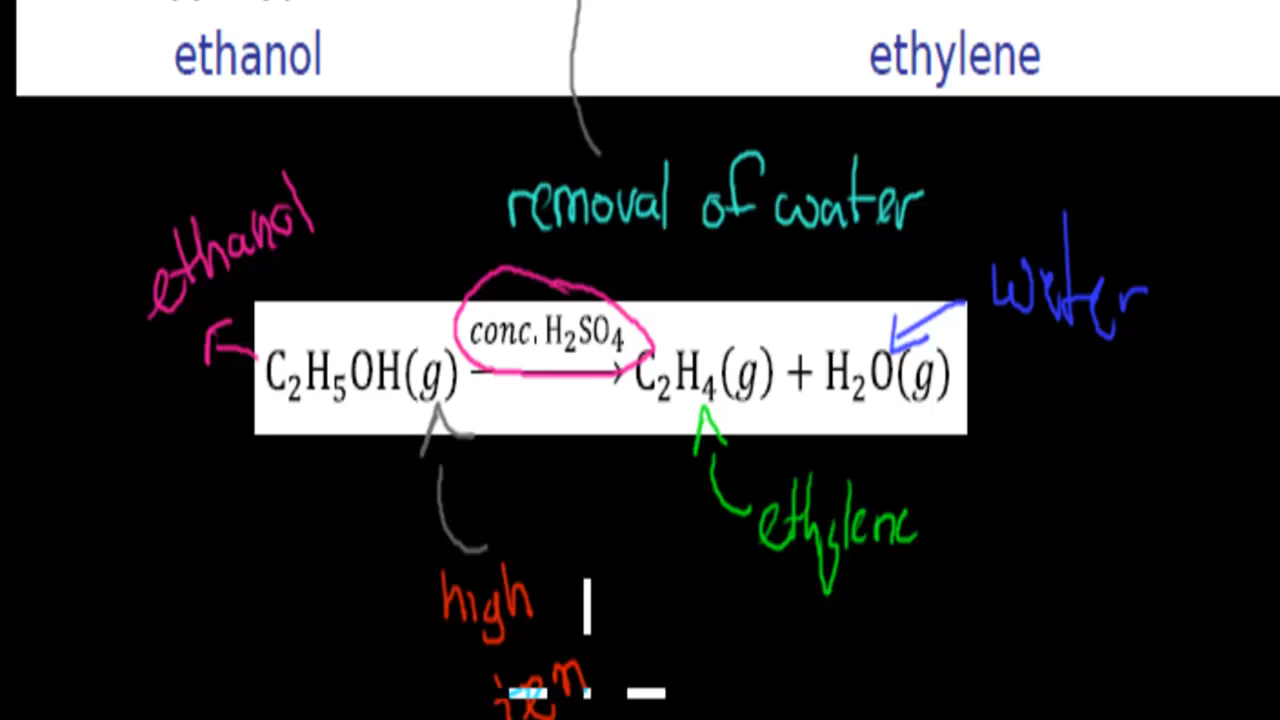 ethanol ethylene
removal of water
ethanol
water
conc. H₂SO₄
C₂H₅OH(g) → C₂H₄(g) + H₂O(g)
ethylene
high